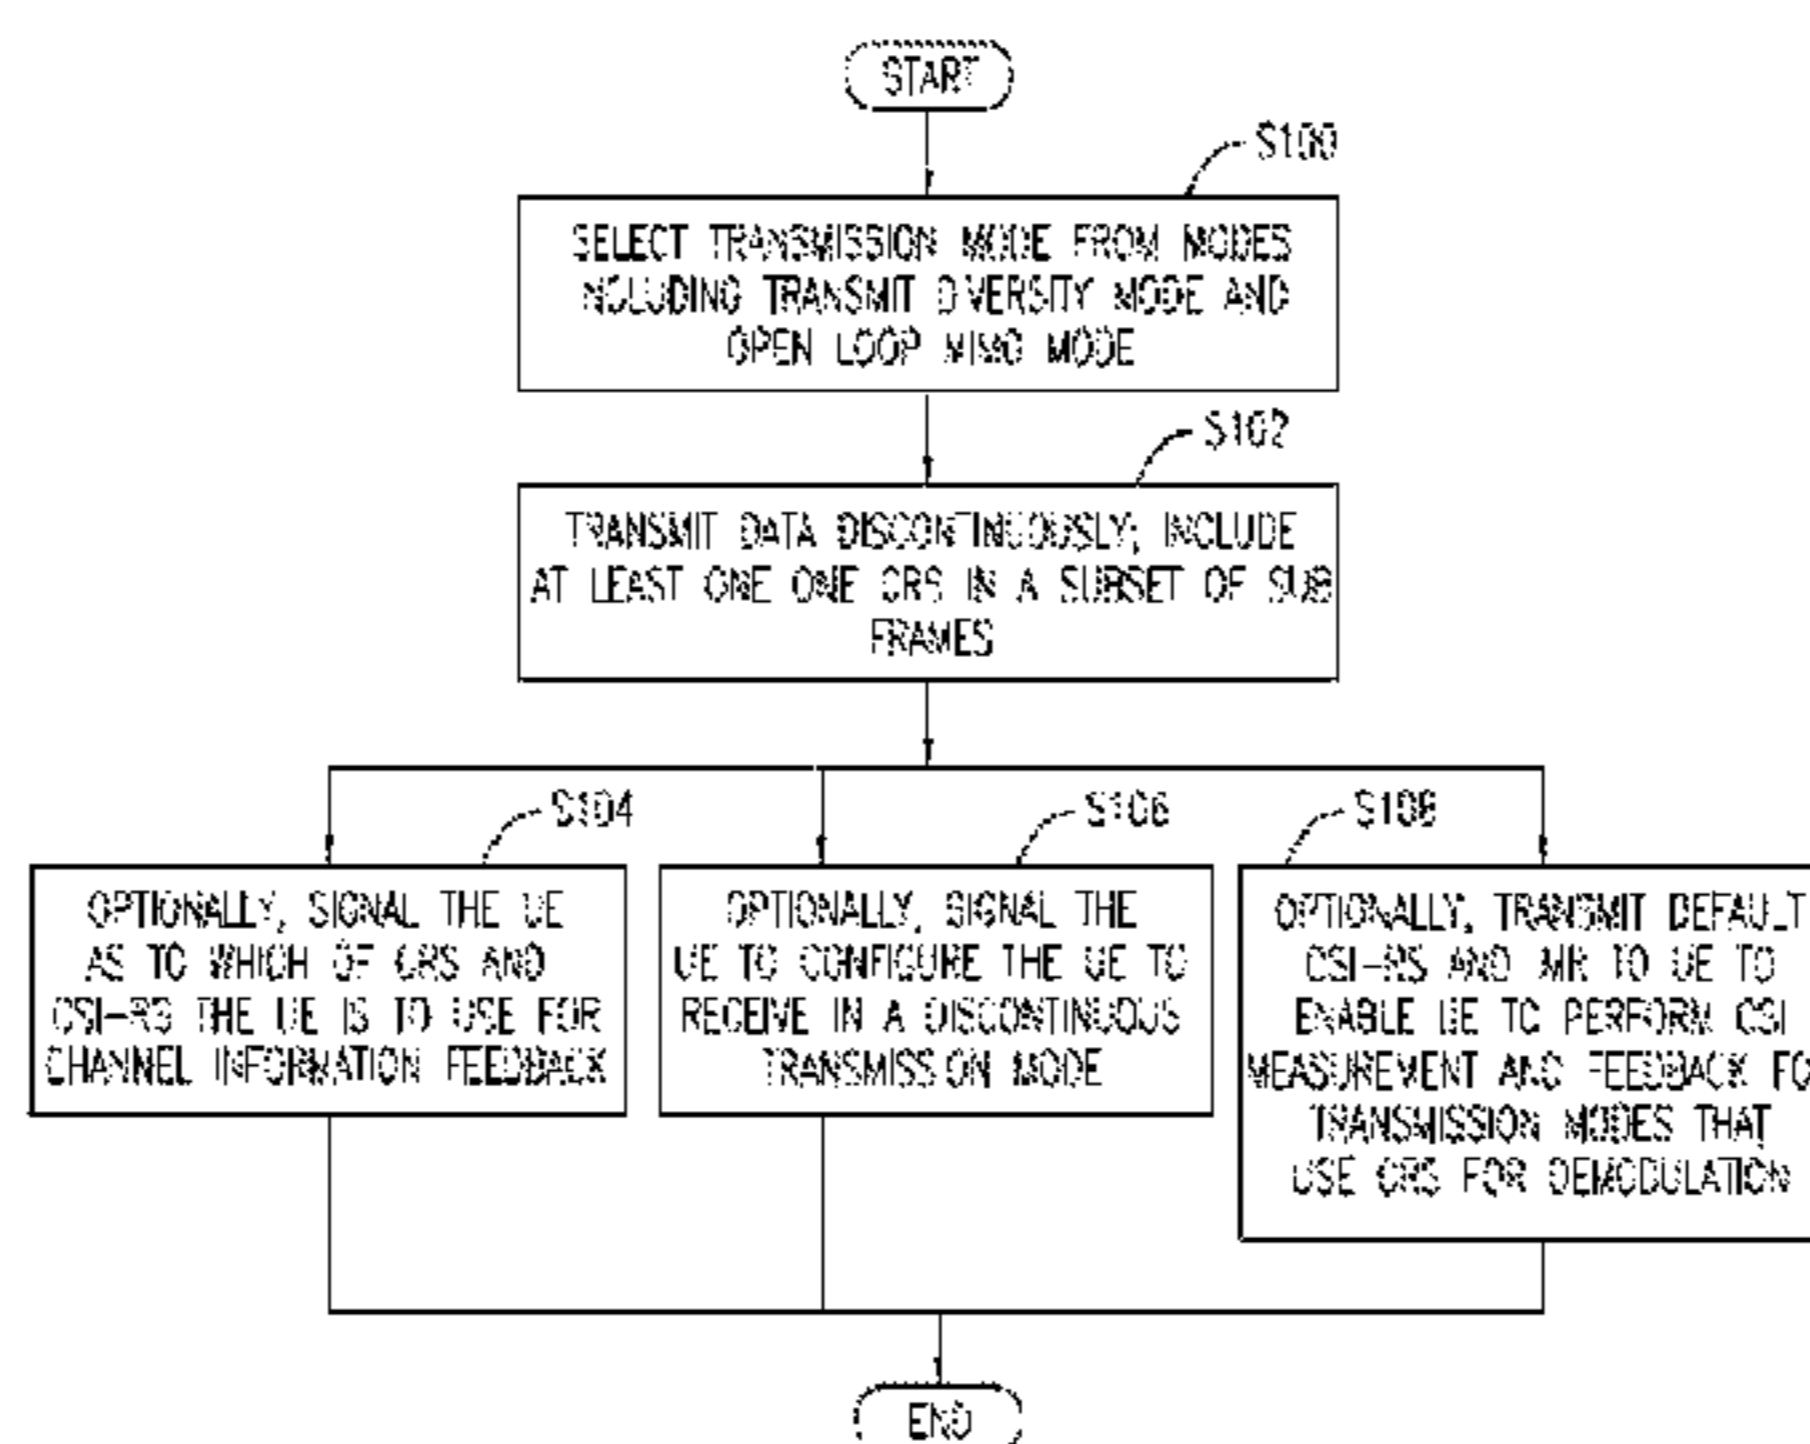 START
S100
SELECT TRANSMISSION MODE FROM MODES
INCLUDING TRANSMIT DIVERSITY MODE AND
OPEN LOOP MIMO MODE
S102
TRANSMIT DATA DISCONTINUOUSLY; INCLUDE
AT LEAST ONE ONE CRS IN A SUBSET OF SUB
FRAMES
S104
OPTIONALLY, SIGNAL THE UE
AS TO WHICH OF CRS AND
CSI-RS THE UE IS TO USE FOR
CHANNEL INFORMATION FEEDBACK
S106
OPTIONALLY, SIGNAL THE
UE TO CONFIGURE THE UE TO
RECEIVE IN A DISCONTINUOUS
TRANSMISSION MODE
S108
OPTIONALLY, TRANSMIT DEFAULT
CSI-RS AND IMR TO UE TO
ENABLE UE TO PERFORM CSI
MEASUREMENT AND FEEDBACK FO
TRANSMISSION MODES THAT
USE CRS FOR DEMODULATION
END